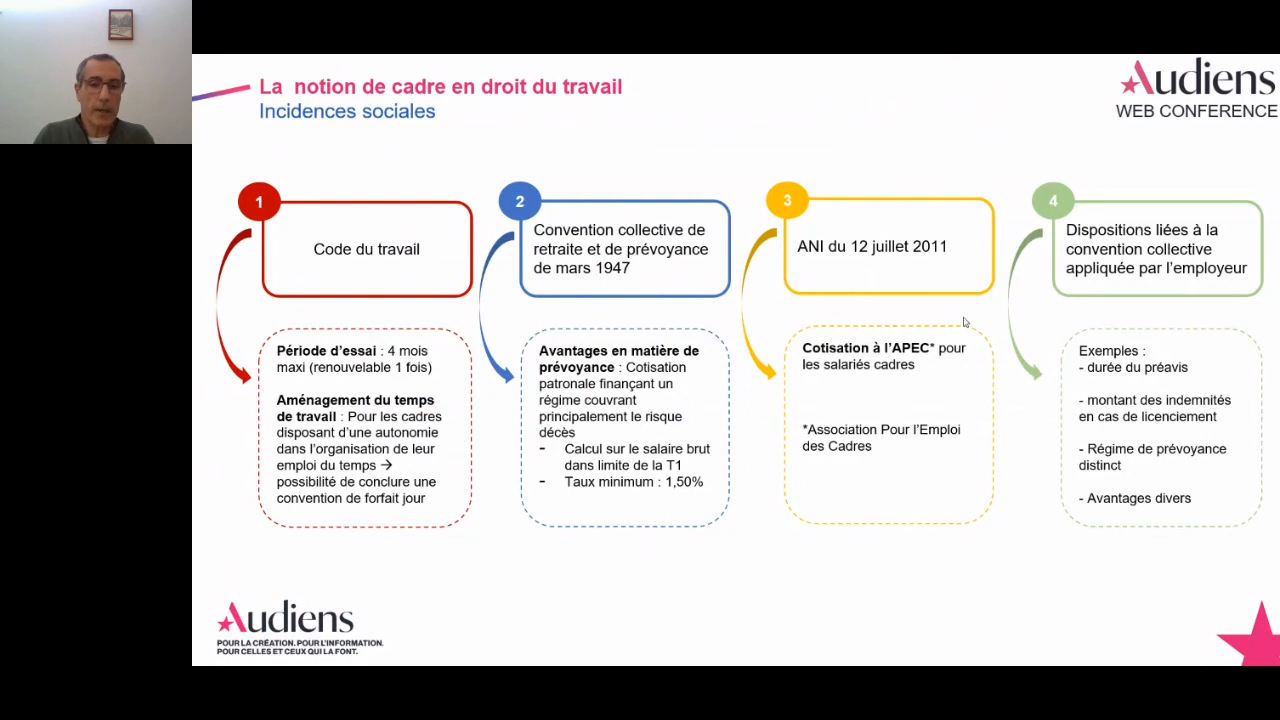 La notion de cadre en droit du travail
Incidences sociales
Audiens
WEB CONFERENCE
1
Code du travail
Période d'essai : 4 mois
maxi (renouvelable 1 fois)
Aménagement du temps
de travail : Pour les cadres
disposant d'une autonomie
dans l'organisation de leur
emploi du temps →
possibilité de conclure une
convention de forfait jour
2
Convention collective de
retraite et de prévoyance
de mars 1947
Avantages en matière de
prévoyance : Cotisation
patronale finançant un
régime couvrant
principalement le risque
décès
- Calcul sur le salaire brut
dans limite de la T1
- Taux minimum : 1,50%
3
ANI du 12 juillet 2011
Cotisation à l'APEC* pour
les salariés cadres
*Association Pour l'Emploi
des Cadres
4
Dispositions liées à la
convention collective
appliquée par l'employeur
Exemples :
- durée du préavis
- montant des indemnités
en cas de licenciement
- Régime de prévoyance
distinct
- Avantages divers
Audiens
POUR LA CRÉATION. POUR L'INFORMATION.
POUR CELLES ET CEUX QUI LA FONT.